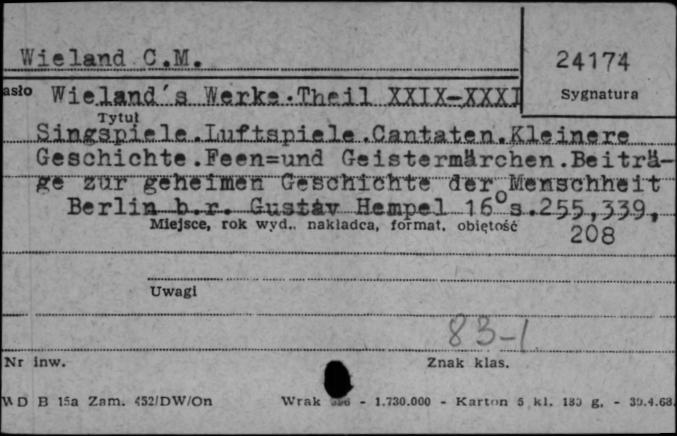 Wieland C.M.
24174
Sygnatura
asło Wieland's Werke.Theil XXIX-XXXI
Tytuł
Singspiele.Luftspiele.Cantaten.Kleinere
Geschichte.Feen=und Geistermärchen.Beiträ-
ge zur geheimen Geschichte der Menschheit
Berlin b.r. Gustav Hempel 16⁰s.255,339,
Miejsce, rok wyd., nakładca, format, objętość
208
Uwagi
83-1
Nr inw.
Znak klas.
WD B 15a Zam. 452/DW/On Wrak - 1.730.000 - Karton 5 kl. 180 g. - 30.4.68.